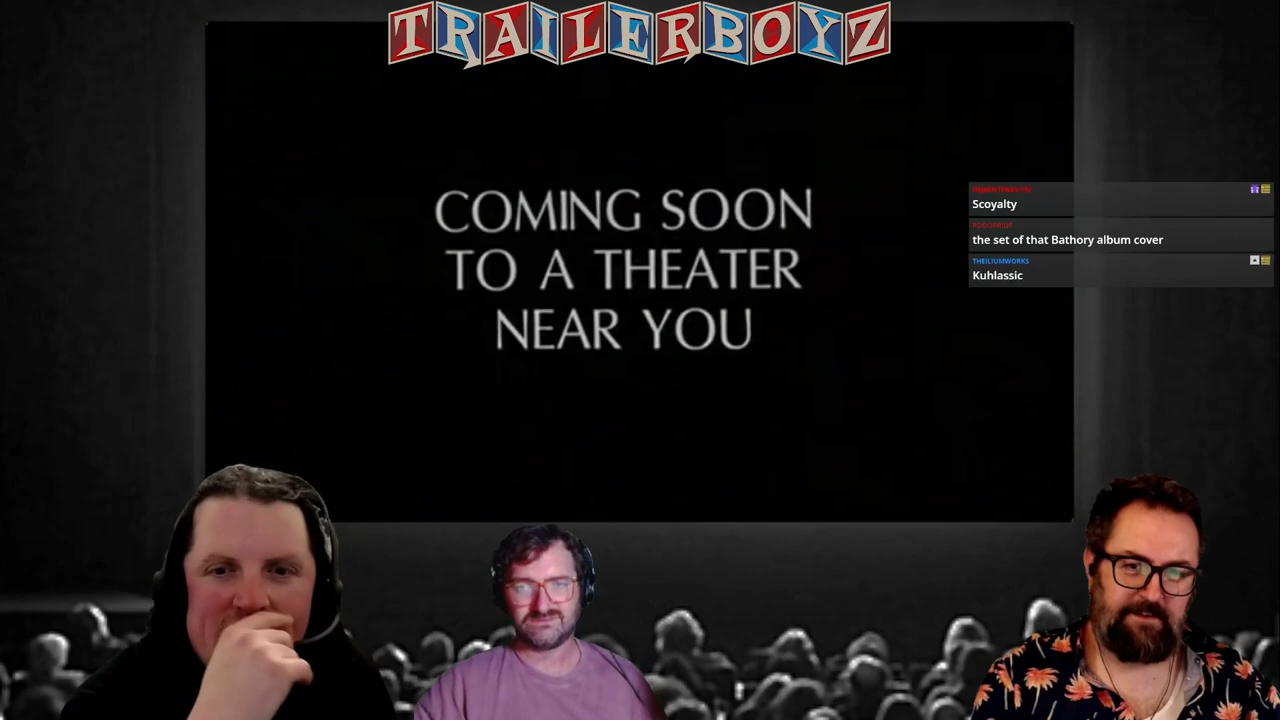 TRAILERBOYZ
COMING SOON
TO A THEATER
NEAR YOU
Scoyalty
the set of that Bathory album cover
THEILIUMWORKS
Kuhlassic